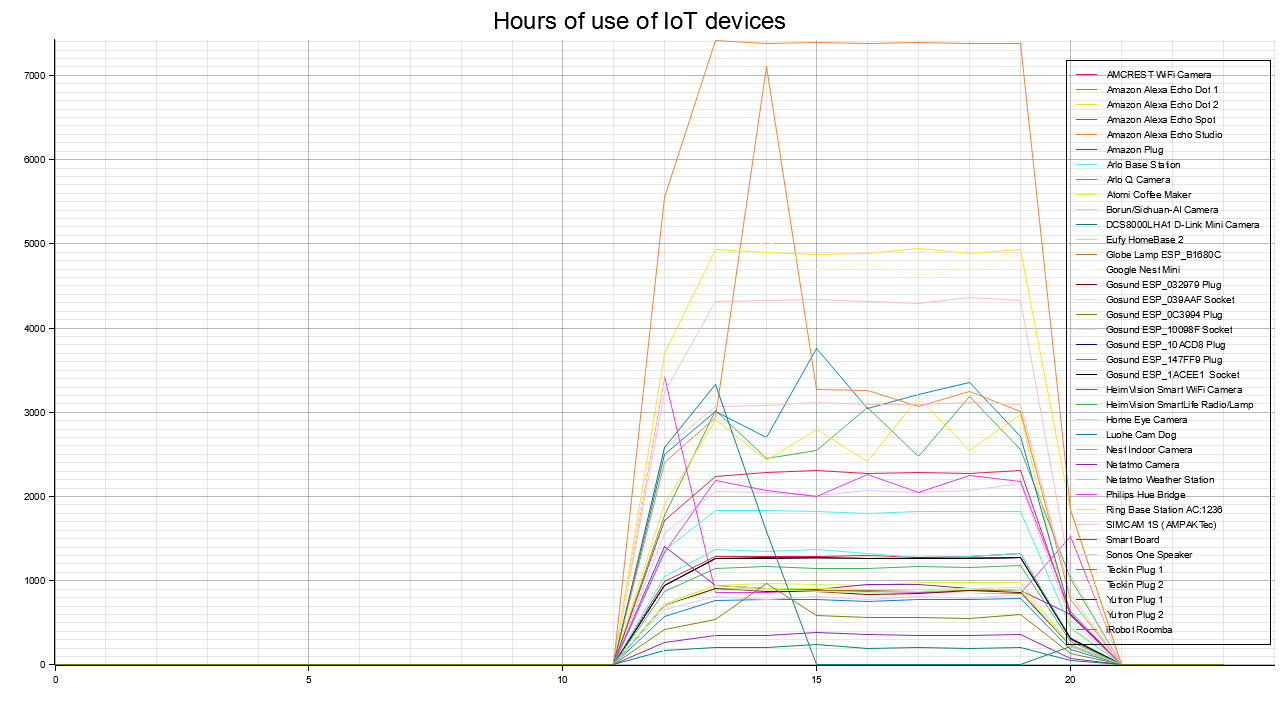 Hours of use of IoT devices
7000
6000
5000
4000
3000
2000
1000
0
0
5
10
15
20
AMCREST WiFi Camera
Amazon Alexa Echo Dot 1
Amazon Alexa Echo Dot 2
Amazon Alexa Echo Spot
Amazon Alexa Echo Studio
Amazon Plug
Arlo Base Station
Arlo Q Camera
Atomi Coffee Maker
Borun/Sichuan-AI Camera
DCS8000LHA1 D-Link Mini Camera
Eufy HomeBase 2
Globe Lamp ESP_B1680C
Google Nest Mini
Gosund ESP_032979 Plug
Gosund ESP_039AAF Socket
Gosund ESP_0C3994 Plug
Gosund ESP_10098F Socket
Gosund ESP_10ACD8 Plug
Gosund ESP_147FF9 Plug
Gosund ESP_1ACEE1 Socket
HeimVision Smart WiFi Camera
HeimVision SmartLife Radio/Lamp
Home Eye Camera
Luohe Cam Dog
Nest Indoor Camera
Netatmo Camera
Netatmo Weather Station
Philips Hue Bridge
Ring Base Station AC:1236
SIMCAM 1S (AMPAKTec)
Smart Board
Sonos One Speaker
Teckin Plug 1
Teckin Plug 2
Yutron Plug 1
Yutron Plug 2
iRobot Roomba